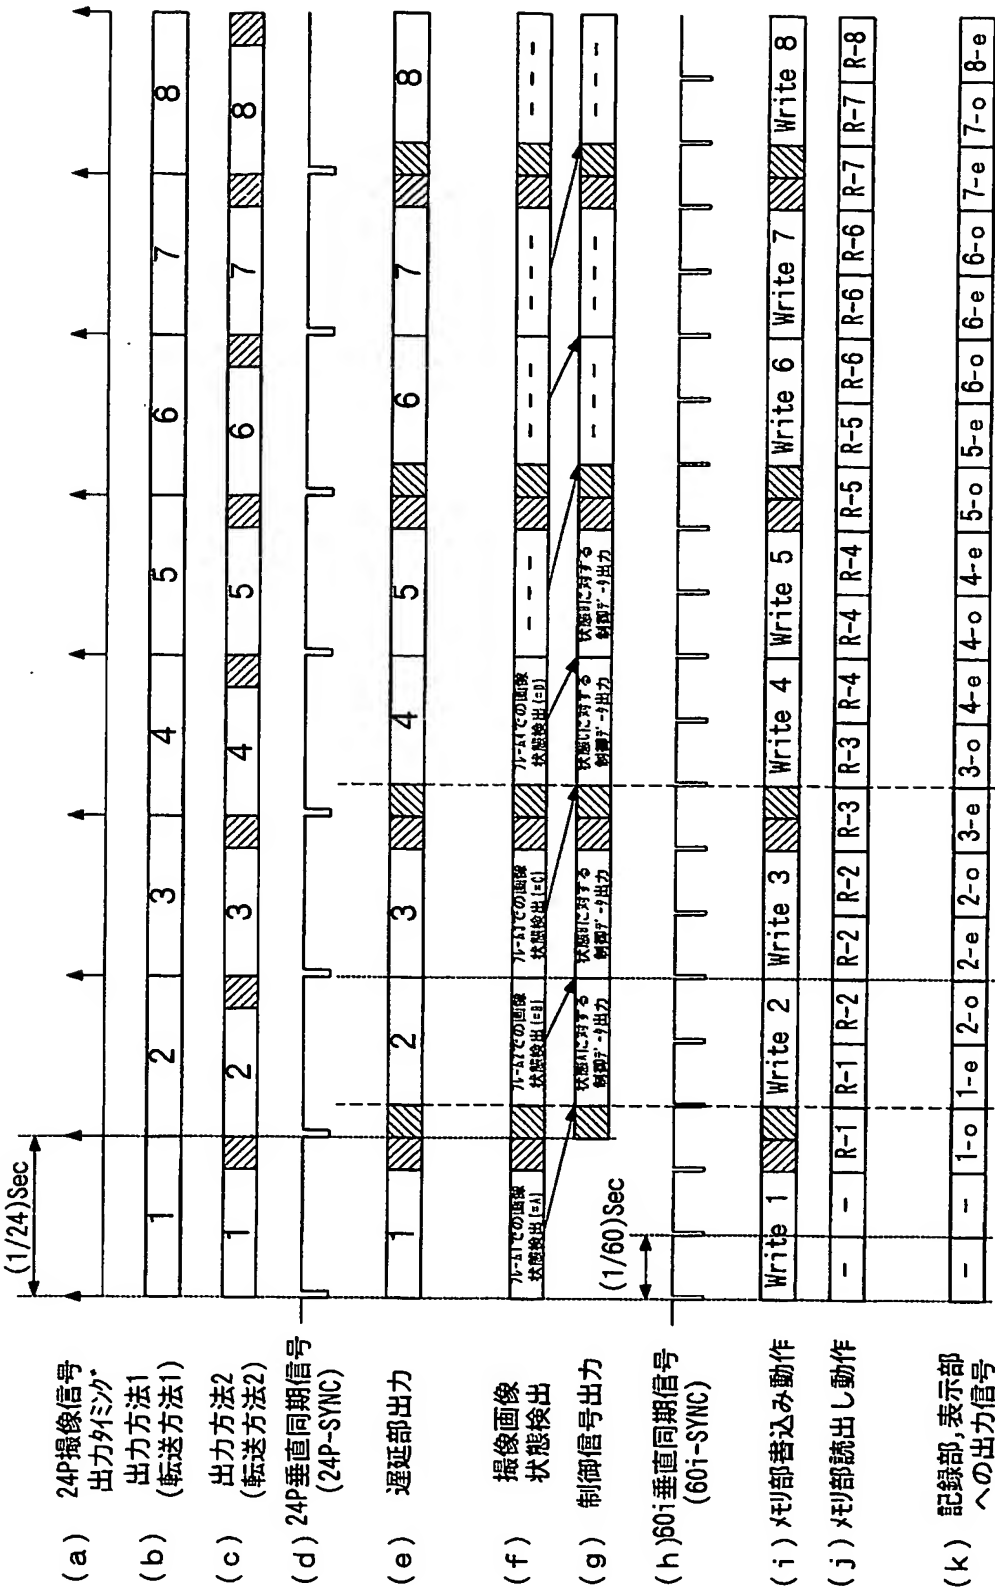 (1/24)Sec
(a) 24P撮像信号
出力ﾀｲﾐﾝｸﾞ
(b) 出力方法1
(転送方法1)
1 2 3 4 5 6 7 8
(c) 出力方法2
(転送方法2)
1 2 3 4 5 6 7 8
(d) 24P垂直同期信号
(24P-SYNC)
(e) 遅延部出力
1 2 3 4 5 6 7 8
(f) 撮像画像
状態検出
ﾌﾚｰﾑ1での画像
状態検出(=A)
ﾌﾚｰﾑ2での画像
状態検出(=B)
ﾌﾚｰﾑ3での画像
状態検出(=C)
ﾌﾚｰﾑ4での画像
状態検出(=D)
--- --- --- ---
(g) 制御信号出力
状態Aに対する
制御ﾃﾞｰﾀ出力
状態Bに対する
制御ﾃﾞｰﾀ出力
状態Cに対する
制御ﾃﾞｰﾀ出力
状態Dに対する
制御ﾃﾞｰﾀ出力
--- --- ---
(1/60)Sec
(h) 60i垂直同期信号
(60i-SYNC)
(i) ﾒﾓﾘ部書込み動作
Write 1 Write 2 Write 3 Write 4 Write 5 Write 6 Write 7 Write 8
(j) ﾒﾓﾘ部読出し動作
- - R-1 R-1 R-2 R-2 R-2 R-3 R-3 R-4 R-4 R-4 R-5 R-5 R-6 R-6 R-6 R-7 R-7 R-8
(k) 記録部,表示部
への出力信号
- - 1-o 1-e 2-o 2-e 2-o 3-e 3-o 4-e 4-o 4-e 5-o 5-e 6-o 6-e 6-o 7-e 7-o 8-e